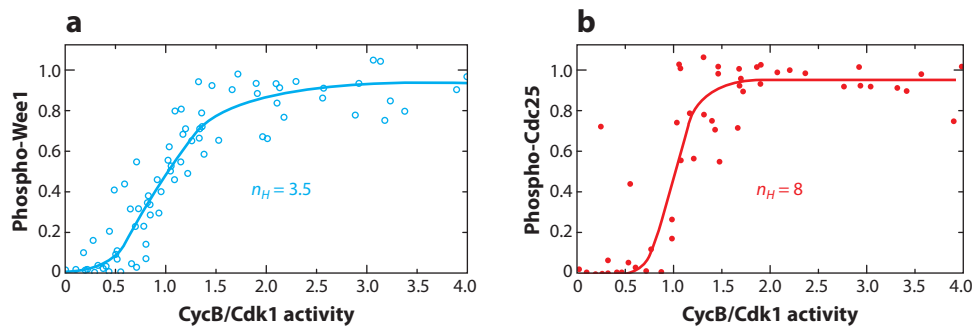 a
Phospho-Wee1
1.0
0.8
0.6
0.4
0.2
0
n_H = 3.5
0 0.5 1.0 1.5 2.0 2.5 3.0 3.5 4.0
CycB/Cdk1 activity
b
Phospho-Cdc25
1.0
0.8
0.6
0.4
0.2
0
n_H = 8
0 0.5 1.0 1.5 2.0 2.5 3.0 3.5 4.0
CycB/Cdk1 activity